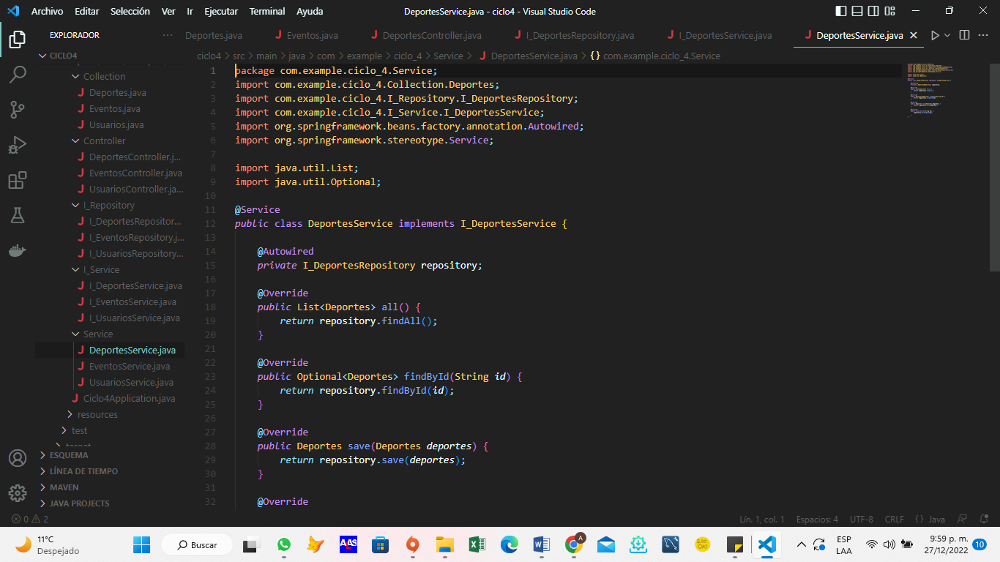 Archivo Editar Selección Ver Ir Ejecutar Terminal Ayuda
DeportesService.java - ciclo4 - Visual Studio Code
EXPLORADOR
Deportes.java Eventos.java DeportesController.java I_DeportesRepository.java I_DeportesService.java DeportesService.java
CICLO4
ciclo4 > src > main > java > com > example > ciclo_4 > Service > DeportesService.java > {} com.example.ciclo_4.Service
Collection
Deportes.java
Eventos.java
Usuarios.java
Controller
DeportesController.j...
EventosController.java
UsuariosController.ja...
I_Repository
I_DeportesRepositor...
I_EventosRepository.j...
I_UsuariosRepository...
I_Service
I_DeportesService.java
I_EventosService.java
I_UsuariosService.java
Service
DeportesService.java
EventosService.java
UsuariosService.java
Ciclo4Application.java
resources
test
target
ESQUEMA
LÍNEA DE TIEMPO
MAVEN
JAVA PROJECTS
1 package com.example.ciclo_4.Service;
2 import com.example.ciclo_4.Collection.Deportes;
3 import com.example.ciclo_4.I_Repository.I_DeportesRepository;
4 import com.example.ciclo_4.I_Service.I_DeportesService;
5 import org.springframework.beans.factory.annotation.Autowired;
6 import org.springframework.stereotype.Service;
7
8 import java.util.List;
9 import java.util.Optional;
10
11 @Service
12 public class DeportesService implements I_DeportesService {
13
14 @Autowired
15 private I_DeportesRepository repository;
16
17 @Override
18 public List<Deportes> all() {
19 return repository.findAll();
20 }
21
22 @Override
23 public Optional<Deportes> findById(String id) {
24 return repository.findById(id);
25 }
26
27 @Override
28 public Deportes save(Deportes deportes) {
29 return repository.save(deportes);
30 }
31
32 @Override
0 2
Lín. 1, col. 1 Espacios: 4 UTF-8 CRLF {} Java
11°C
Despejado
Buscar
AAS
A
ESP
LAA
9:59 p. m.
27/12/2022
10